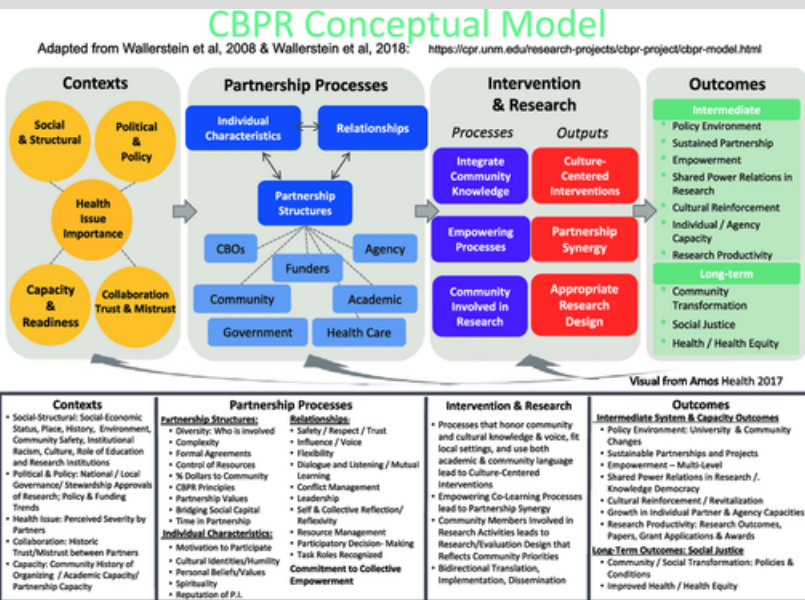 CBPR Conceptual Model
Adapted from Wallerstein et al, 2008 & Wallerstein et al, 2018: https://cpr.unm.edu/research-projects/cbpr-project/cbpr-model.html
Contexts
Social
& Structural
Political
&
Policy
Health
Issue
Importance
Capacity
&
Readiness
Collaboration
Trust & Mistrust
Partnership Processes
Individual
Characteristics
Relationships
Partnership
Structures
CBOs
Agency
Funders
Community
Academic
Government
Health Care
Intervention
& Research
Processes
Outputs
Integrate
Community
Knowledge
Culture-
Centered
Interventions
Empowering
Processes
Partnership
Synergy
Community
Involved in
Research
Appropriate
Research
Design
Outcomes
Intermediate
• Policy Environment
• Sustained Partnership
• Empowerment
• Shared Power Relations in
Research
• Cultural Reinforcement
• Individual / Agency
Capacity
• Research Productivity
Long-term
• Community
Transformation
• Social Justice
• Health / Health Equity
Visual from Amos Health 2017
Contexts
• Social-Structural: Social-Economic
Status, Place, History, Environment,
Community Safety, Institutional
Racism, Culture, Role of Education
and Research Institutions
• Political & Policy: National / Local
Governance/ Stewardship Approvals
of Research; Policy & Funding
Trends
• Health Issue: Perceived Severity by
Partners
• Collaboration: Historic
Trust/Mistrust between Partners
• Capacity: Community History of
Organizing / Academic Capacity/
Partnership Capacity
Partnership Processes
Partnership Structures:
• Diversity: Who is involved
• Complexity
• Formal Agreements
• Control of Resources
• % Dollars to Community
• CBPR Principles
• Partnership Values
• Bridging Social Capital
• Time in Partnership
Individual Characteristics:
• Motivation to Participate
• Cultural Identities/Humility
• Personal Beliefs/Values
• Spirituality
• Reputation of P.I.
Relationships:
• Safety / Respect / Trust
• Influence / Voice
• Flexibility
• Dialogue and Listening / Mutual
Learning
• Conflict Management
• Leadership
• Self & Collective Reflection/
Reflexivity
• Resource Management
• Participatory Decision- Making
• Task Roles Recognized
Commitment to Collective
Empowerment
Intervention & Research
• Processes that honor community
and cultural knowledge & voice, fit
local settings, and use both
academic & community language
lead to Culture-Centered
Interventions
• Empowering Co-Learning Processes
lead to Partnership Synergy
• Community Members Involved in
Research Activities leads to
Research/Evaluation Design that
Reflects Community Priorities
• Bidirectional Translation,
Implementation, Dissemination
Outcomes
Intermediate System & Capacity Outcomes
• Policy Environment: University & Community
Changes
• Sustainable Partnerships and Projects
• Empowerment – Multi-Level
• Shared Power Relations in Research /.
Knowledge Democracy
• Cultural Reinforcement / Revitalization
• Growth in Individual Partner & Agency Capacities
• Research Productivity: Research Outcomes,
Papers, Grant Applications & Awards
Long-Term Outcomes: Social Justice
• Community / Social Transformation: Policies &
Conditions
• Improved Health / Health Equity